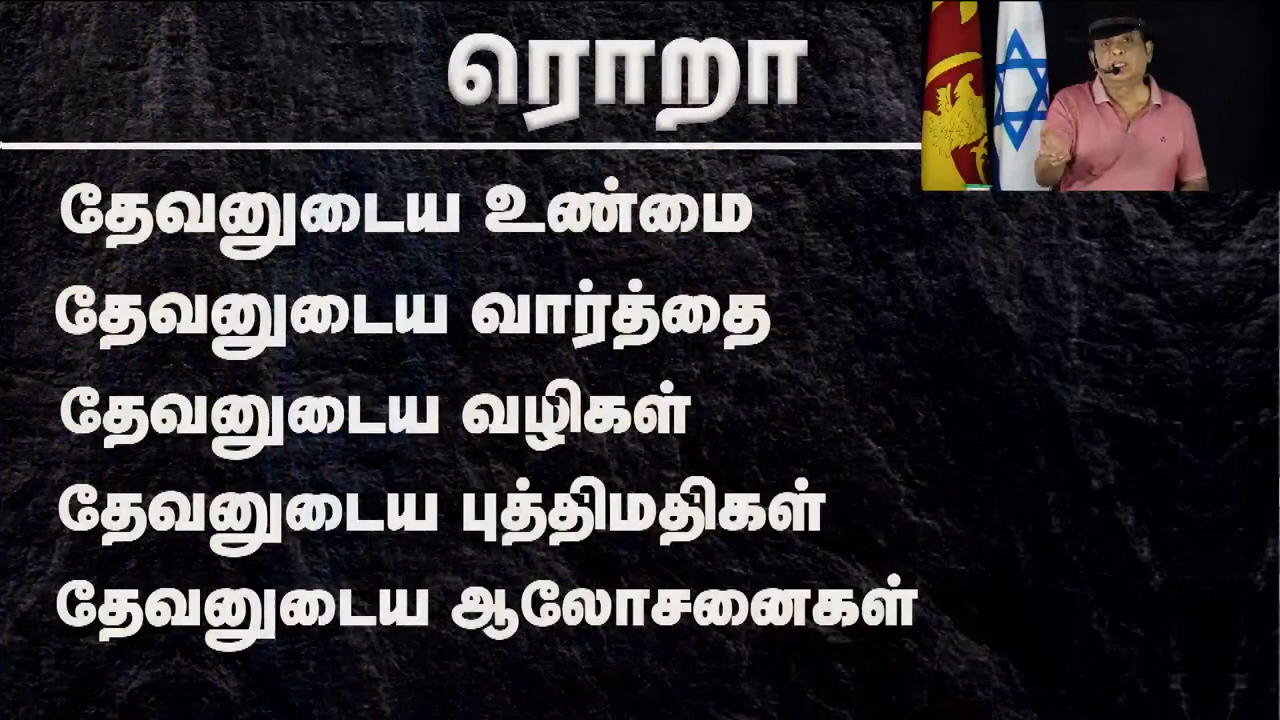 ரொறா
தேவனுடைய உண்மை
தேவனுடைய வார்த்தை
தேவனுடைய வழிகள்
தேவனுடைய புத்திமதிகள்
தேவனுடைய ஆலோசனைகள்